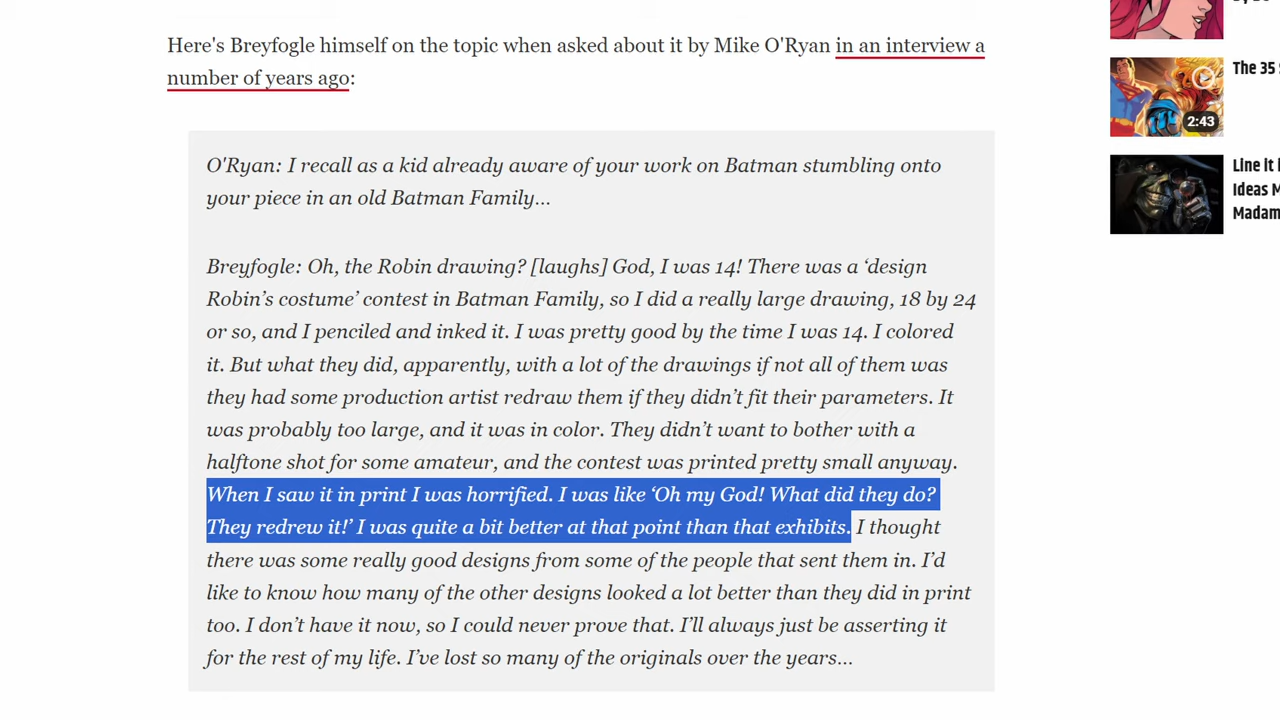 Here's Breyfogle himself on the topic when asked about it by Mike O'Ryan in an interview a
number of years ago:
O'Ryan: I recall as a kid already aware of your work on Batman stumbling onto
your piece in an old Batman Family...
Breyfogle: Oh, the Robin drawing? [laughs] God, I was 14! There was a ‘design
Robin’s costume’ contest in Batman Family, so I did a really large drawing, 18 by 24
or so, and I penciled and inked it. I was pretty good by the time I was 14. I colored
it. But what they did, apparently, with a lot of the drawings if not all of them was
they had some production artist redraw them if they didn’t fit their parameters. It
was probably too large, and it was in color. They didn’t want to bother with a
halftone shot for some amateur, and the contest was printed pretty small anyway.
When I saw it in print I was horrified. I was like ‘Oh my God! What did they do?
They redrew it!’ I was quite a bit better at that point than that exhibits. I thought
there was some really good designs from some of the people that sent them in. I’d
like to know how many of the other designs looked a lot better than they did in print
too. I don’t have it now, so I could never prove that. I’ll always just be asserting it
for the rest of my life. I’ve lost so many of the originals over the years...
The 35
2:43
Line it
Ideas
Madam